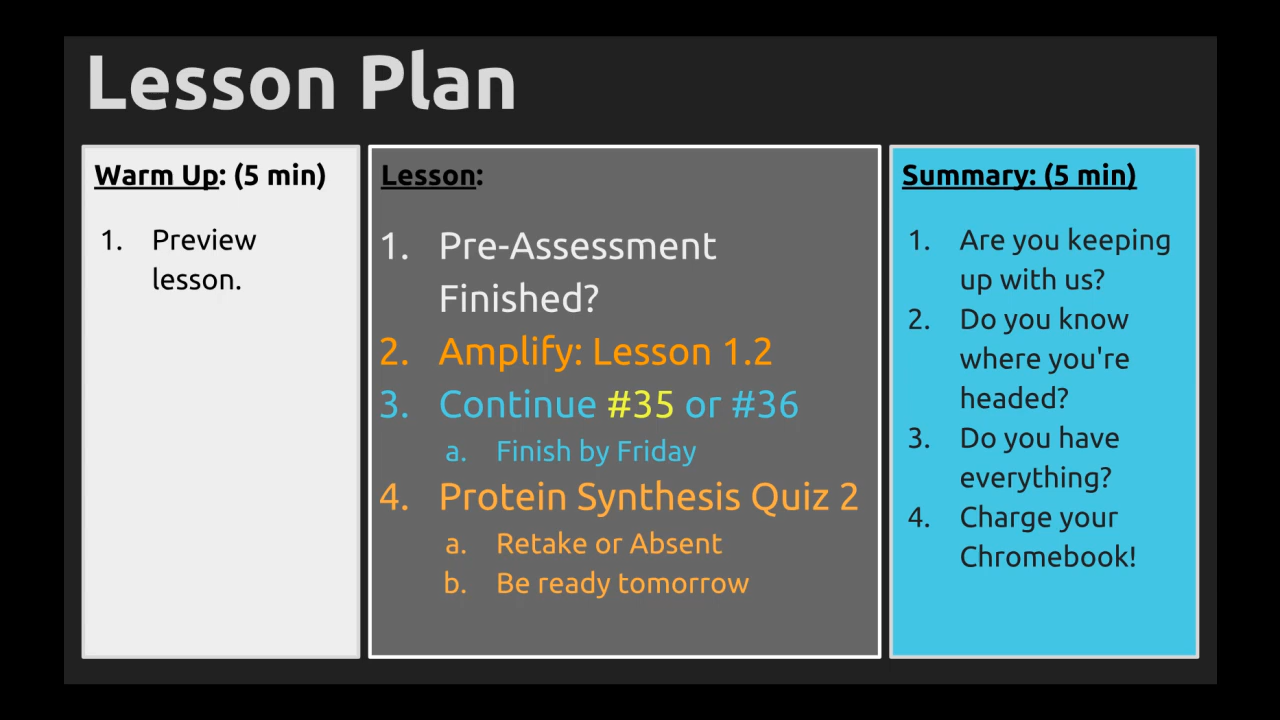 Lesson Plan
Warm Up: (5 min)
1. Preview
lesson.
Lesson:
1. Pre-Assessment
Finished?
2. Amplify: Lesson 1.2
3. Continue #35 or #36
a. Finish by Friday
4. Protein Synthesis Quiz 2
a. Retake or Absent
b. Be ready tomorrow
Summary: (5 min)
1. Are you keeping
up with us?
2. Do you know
where you're
headed?
3. Do you have
everything?
4. Charge your
Chromebook!